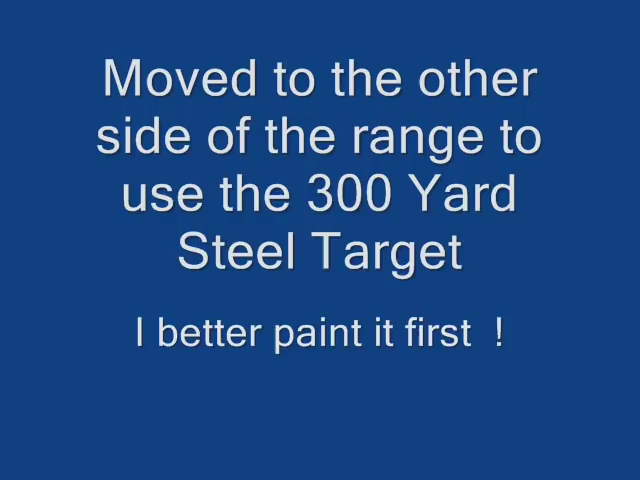 Moved to the other
side of the range to
use the 300 Yard
Steel Target
I better paint it first  !